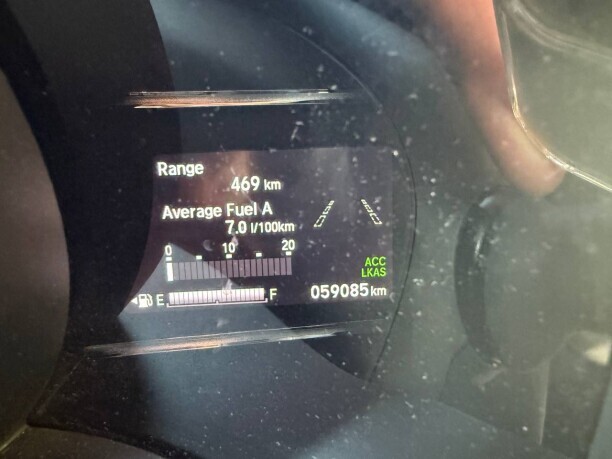 Range
469 km
Average Fuel A
7.0 l/100km
0 10 20
ACC
LKAS
E F
059085 km